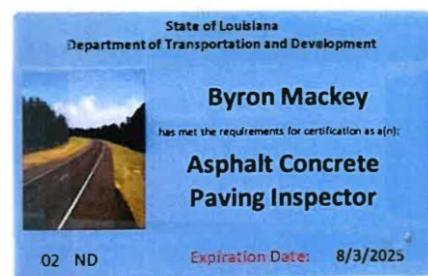 State of Louisiana
Department of Transportation and Development
Byron Mackey
has met the requirements for certification as a(n):
Asphalt Concrete
Paving Inspector
02 ND
Expiration Date: 8/3/2025